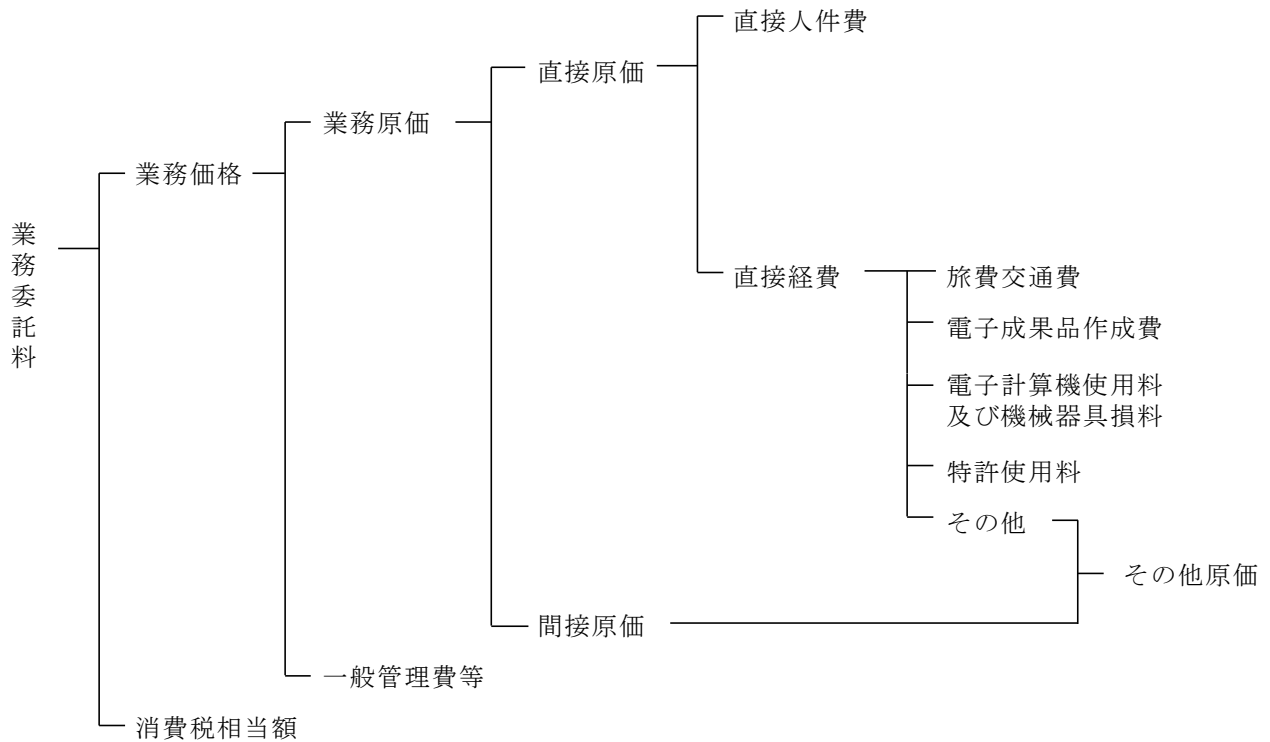 直接人件費
直接原価
業務原価
業務価格
業務委託料
直接経費
旅費交通費
電子成果品作成費
電子計算機使用料
及び機械器具損料
特許使用料
その他
その他原価
間接原価
一般管理費等
消費税相当額